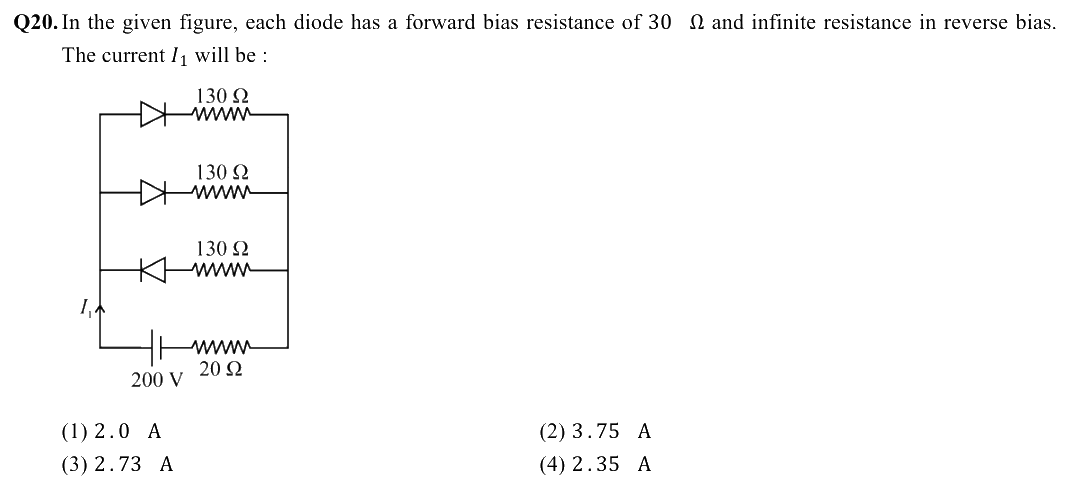 Q20. In the given figure, each diode has a forward bias resistance of 30 Ω and infinite resistance in reverse bias.
The current I₁ will be :
130 Ω
130 Ω
130 Ω
I₁
20 Ω
200 V
(1) 2.0 A (2) 3.75 A
(3) 2.73 A (4) 2.35 A